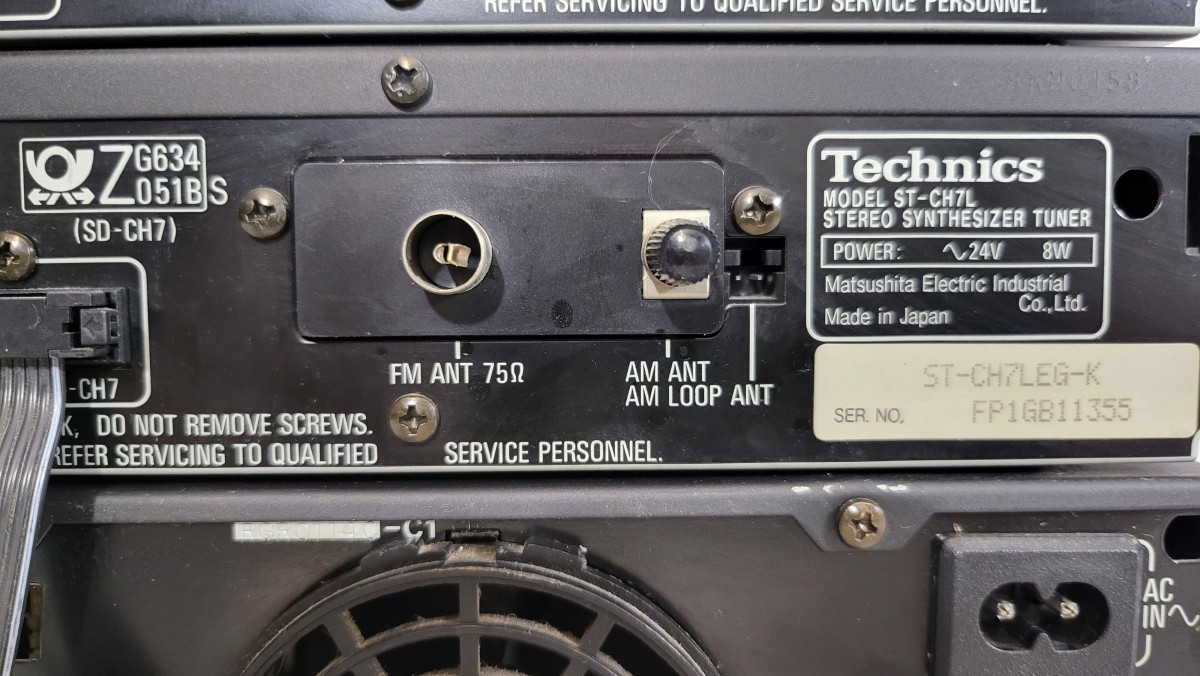 REFER SERVICING TO QUALIFIED SERVICE PERSONNEL.
Z G634
051B S
(SD-CH7)
-CH7
FM ANT 75Ω
AM ANT
AM LOOP ANT
Technics
MODEL ST-CH7L
STEREO SYNTHESIZER TUNER
POWER: ∿24V 8W
Matsushita Electric Industrial
Co.,Ltd.
Made in Japan
ST-CH7LEG-K
SER. NO. FP1GB11355
K, DO NOT REMOVE SCREWS.
REFER SERVICING TO QUALIFIED SERVICE PERSONNEL.
-C1
AC
IN∿